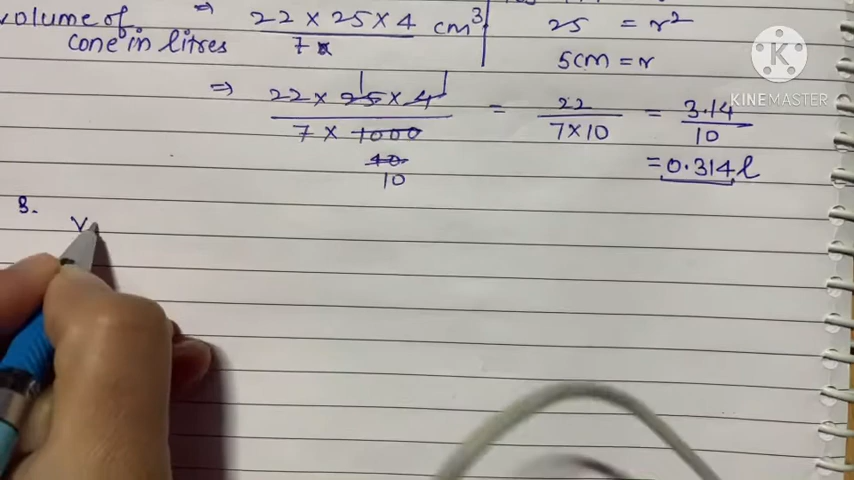 volume of ⇒ 22 × 25 × 4 / 7 cm³
cone in litres
25 = r²
5cm = r
⇒ 22 × 25 × 4 / 7 × 1000 = 22 / 7×10 = 3.14 / 10
40
10
= 0.314 l
8.
V
KINEMASTER